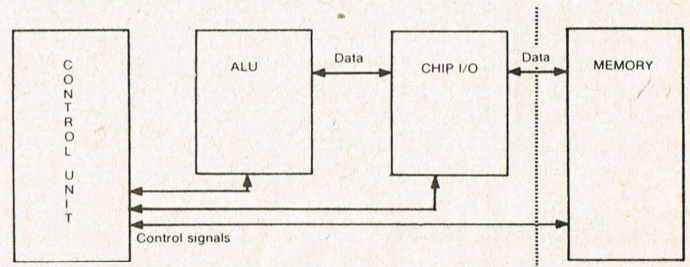 CONTROL UNIT
ALU
Data
CHIP I/O
Data
MEMORY
Control signals